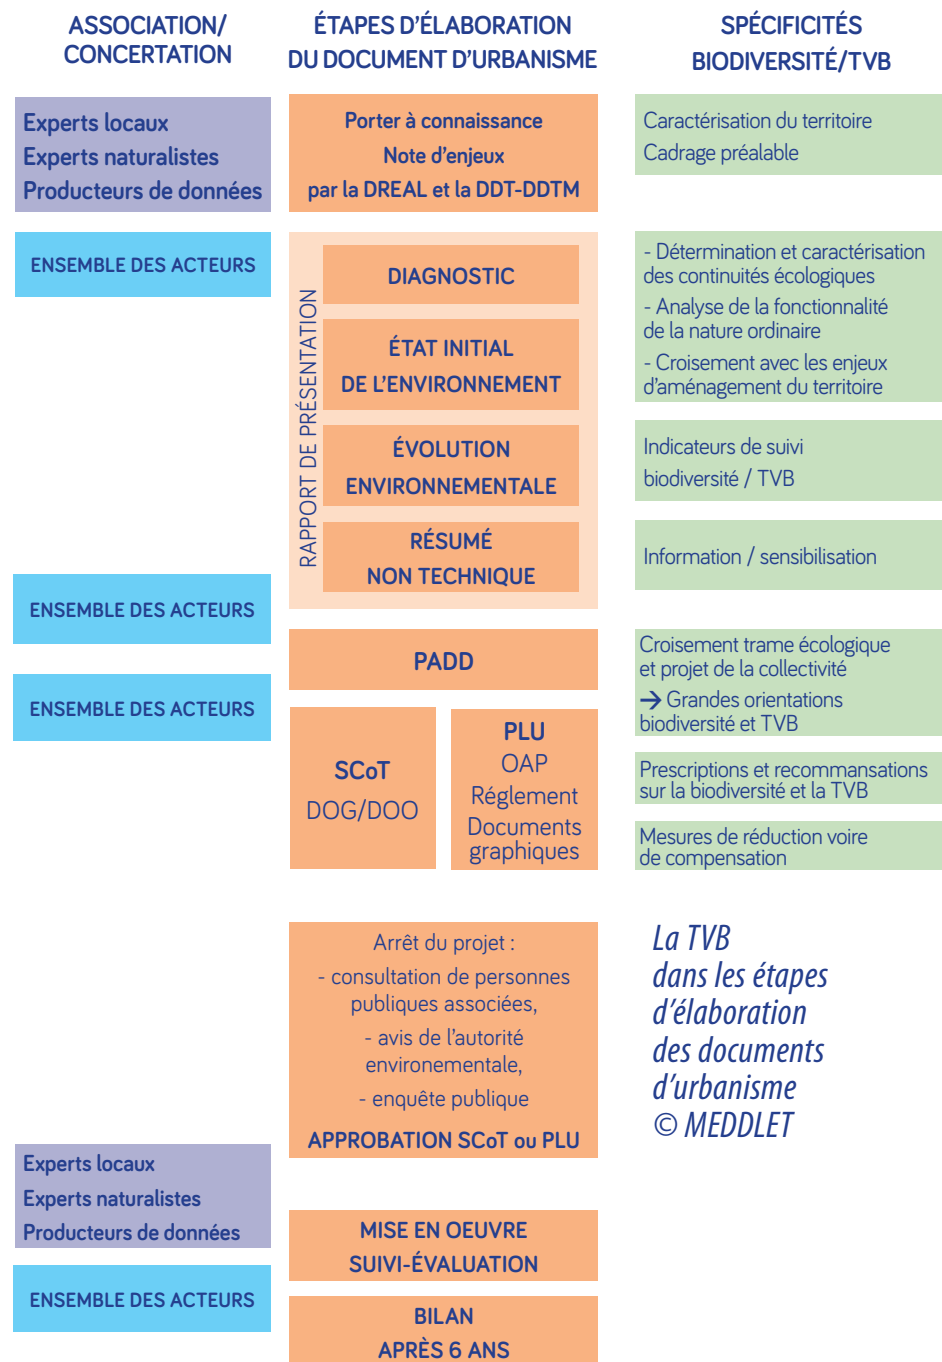 ASSOCIATION/
CONCERTATION
ÉTAPES D'ÉLABORATION
DU DOCUMENT D'URBANISME
SPÉCIFICITÉS
BIODIVERSITÉ/TVB
Experts locaux
Experts naturalistes
Producteurs de données
Porter à connaissance
Note d'enjeux
par la DREAL et la DDT-DDTM
Caractérisation du territoire
Cadrage préalable
ENSEMBLE DES ACTEURS
RAPPORT DE PRÉSENTATION
DIAGNOSTIC
ÉTAT INITIAL
DE L'ENVIRONNEMENT
ÉVOLUTION
ENVIRONNEMENTALE
RÉSUMÉ
NON TECHNIQUE
- Détermination et caractérisation
des continuités écologiques
- Analyse de la fonctionnalité
de la nature ordinaire
- Croisement avec les enjeux
d'aménagement du territoire
Indicateurs de suivi
biodiversité / TVB
Information / sensibilisation
ENSEMBLE DES ACTEURS
PADD
Croisement trame écologique
et projet de la collectivité
→ Grandes orientations
biodiversité et TVB
ENSEMBLE DES ACTEURS
SCoT
DOG/DOO
PLU
OAP
Réglement
Documents
graphiques
Prescriptions et recommansations
sur la biodiversité et la TVB
Mesures de réduction voire
de compensation
Arrêt du projet :
- consultation de personnes
publiques associées,
- avis de l'autorité
environementale,
- enquête publique
APPROBATION SCoT ou PLU
La TVB
dans les étapes
d'élaboration
des documents
d'urbanisme
© MEDDLET
Experts locaux
Experts naturalistes
Producteurs de données
MISE EN OEUVRE
SUIVI-ÉVALUATION
ENSEMBLE DES ACTEURS
BILAN
APRÈS 6 ANS